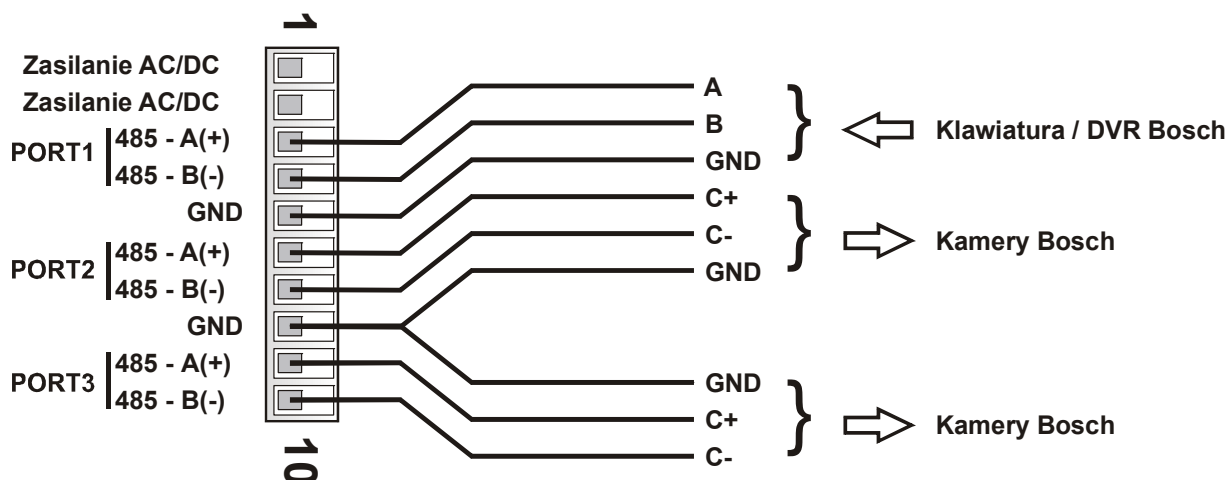 1
Zasilanie AC/DC
Zasilanie AC/DC
PORT1
485 - A(+)
485 - B(-)
GND
PORT2
485 - A(+)
485 - B(-)
GND
PORT3
485 - A(+)
485 - B(-)
10
A
B
GND
Klawiatura / DVR Bosch
C+
C-
GND
Kamery Bosch
GND
C+
C-
Kamery Bosch